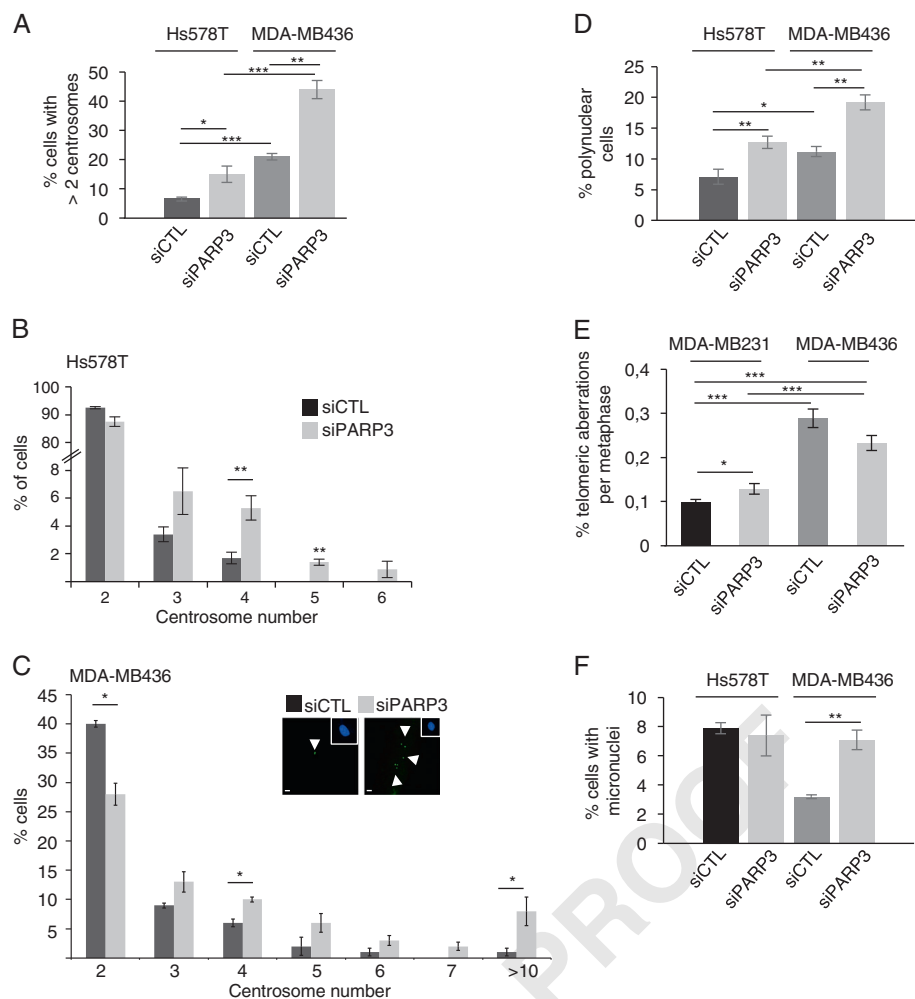 A
Hs578T MDA-MB436
% cells with
> 2 centrosomes
50
40
30
20
10
0
*
***
***
**
siCTL
siPARP3
siCTL
siPARP3
B
Hs578T
% of cells
100
90
80
8
6
4
2
siCTL
siPARP3
**
**
2 3 4 5 6
Centrosome number
C
MDA-MB436
% cells
45
40
35
30
25
20
15
10
5
siCTL siPARP3
*
*
*
2 3 4 5 6 7 >10
Centrosome number
D
Hs578T MDA-MB436
% polynuclear
cells
25
20
15
10
5
0
**
*
**
**
siCTL
siPARP3
siCTL
siPARP3
E
MDA-MB231 MDA-MB436
% telomeric aberrations
per metaphase
0,4
0,3
0,2
0,1
0
***
***
***
*
siCTL
siPARP3
siCTL
siPARP3
F
Hs578T MDA-MB436
% cells with
micronuclei
10
8
6
4
2
0
**
siCTL
siPARP3
siCTL
siPARP3
PROOF